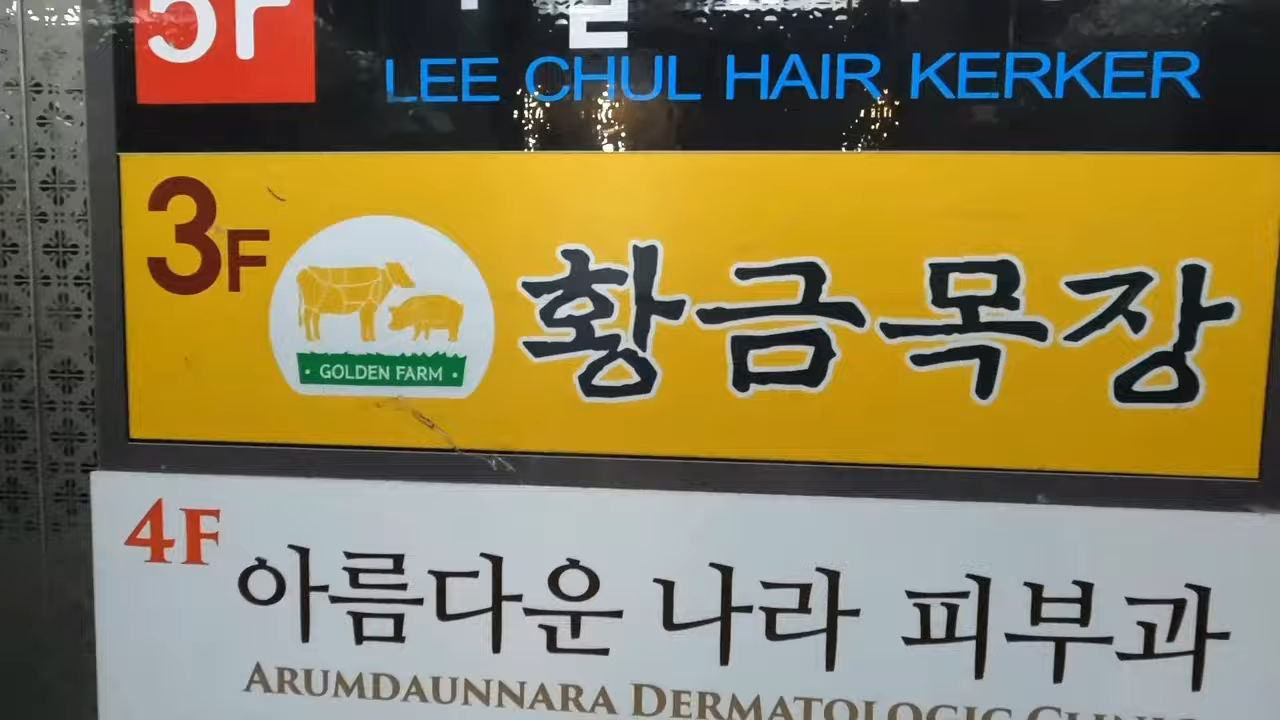 5F
LEE CHUL HAIR KERKER
3F
GOLDEN FARM
황금목장
4F
아름다운 나라 피부과
ARUMDAUNNARA DERMATOLOGIC CLINIC